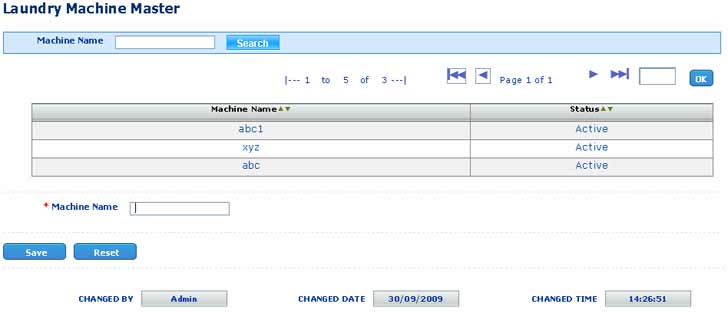 Laundry Machine Master
Machine Name Search
|--- 1 to 5 of 3 ---| Page 1 of 1 OK
Machine Name Status
abc1 Active
xyz Active
abc Active
* Machine Name
Save Reset
CHANGED BY Admin CHANGED DATE 30/09/2009 CHANGED TIME 14:26:51